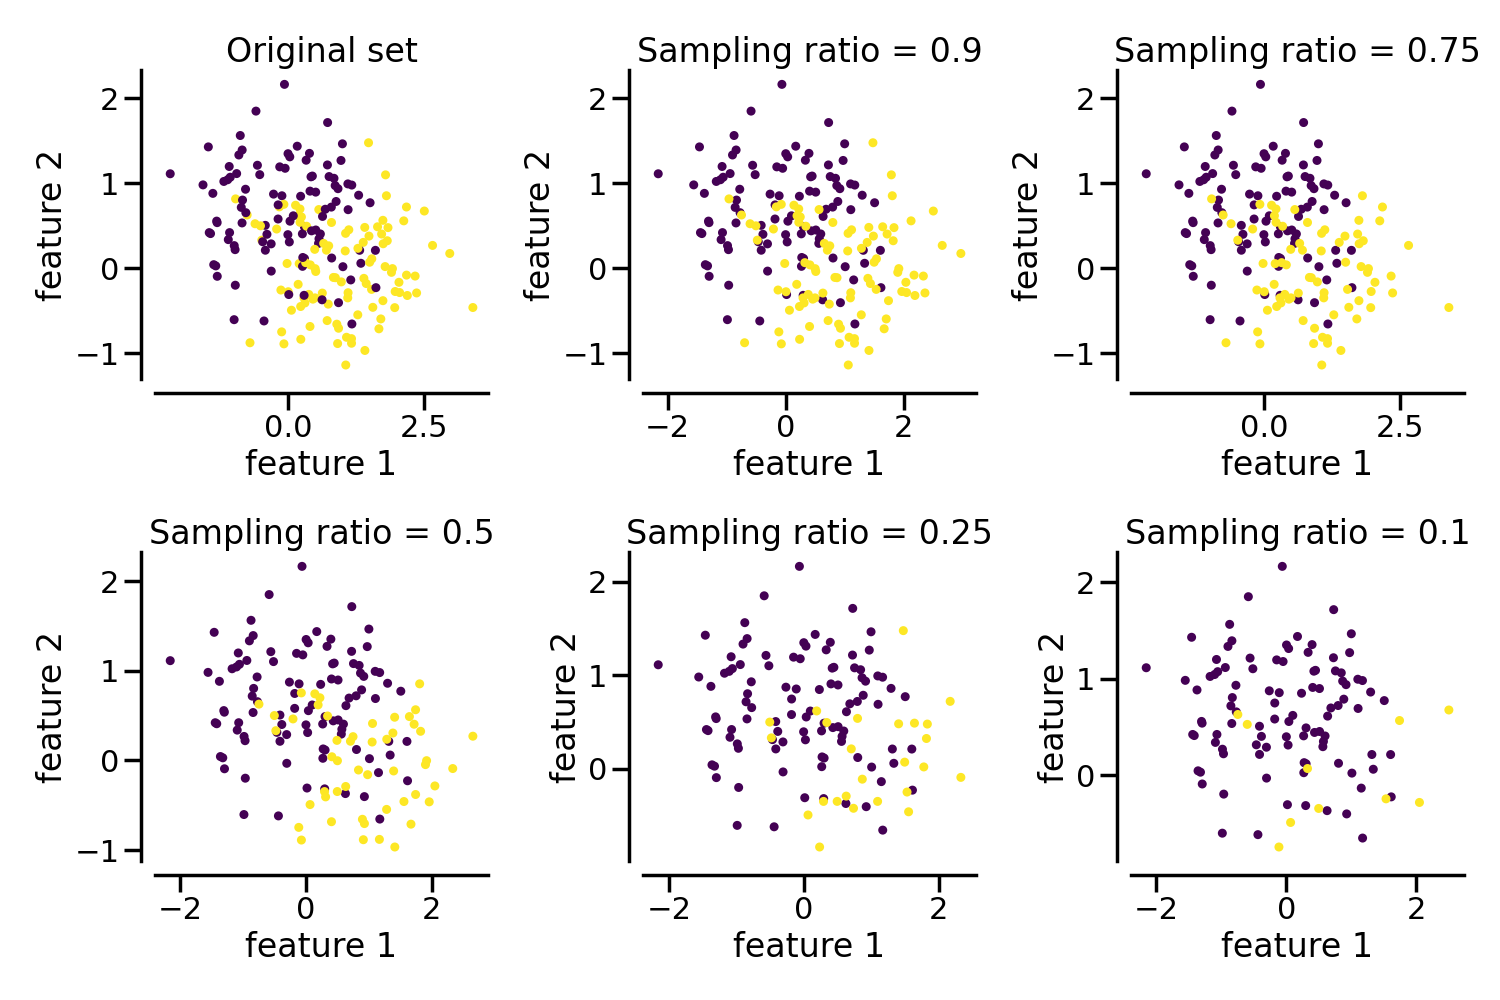 Original set
Sampling ratio = 0.9
Sampling ratio = 0.75
2
1
0
−1
feature 2
0.0
2.5
feature 1
2
1
0
−1
feature 2
−2
0
2
feature 1
2
1
0
−1
feature 2
0.0
2.5
feature 1
Sampling ratio = 0.5
Sampling ratio = 0.25
Sampling ratio = 0.1
2
1
0
−1
feature 2
−2
0
2
feature 1
2
1
0
feature 2
−2
0
2
feature 1
2
1
0
feature 2
−2
0
2
feature 1